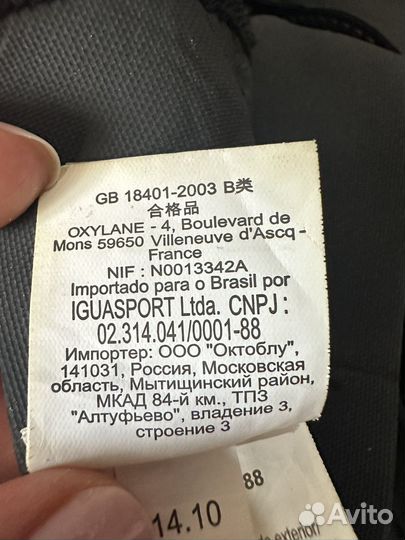 GB 18401-2003 B类
合格品
OXYLANE - 4, Boulevard de
Mons 59650 Villeneuve d'Ascq -
France
NIF : N0013342A
Importado para o Brasil por
IGUASPORT Ltda. CNPJ :
02.314.041/0001-88
Импортер: ООО "Октоблу",
141031, Россия, Московская
область, Мытищинский район,
МКАД 84-й км., ТПЗ
"Алтуфьево", владение 3,
строение 3
88
14.10
exterior
Avito